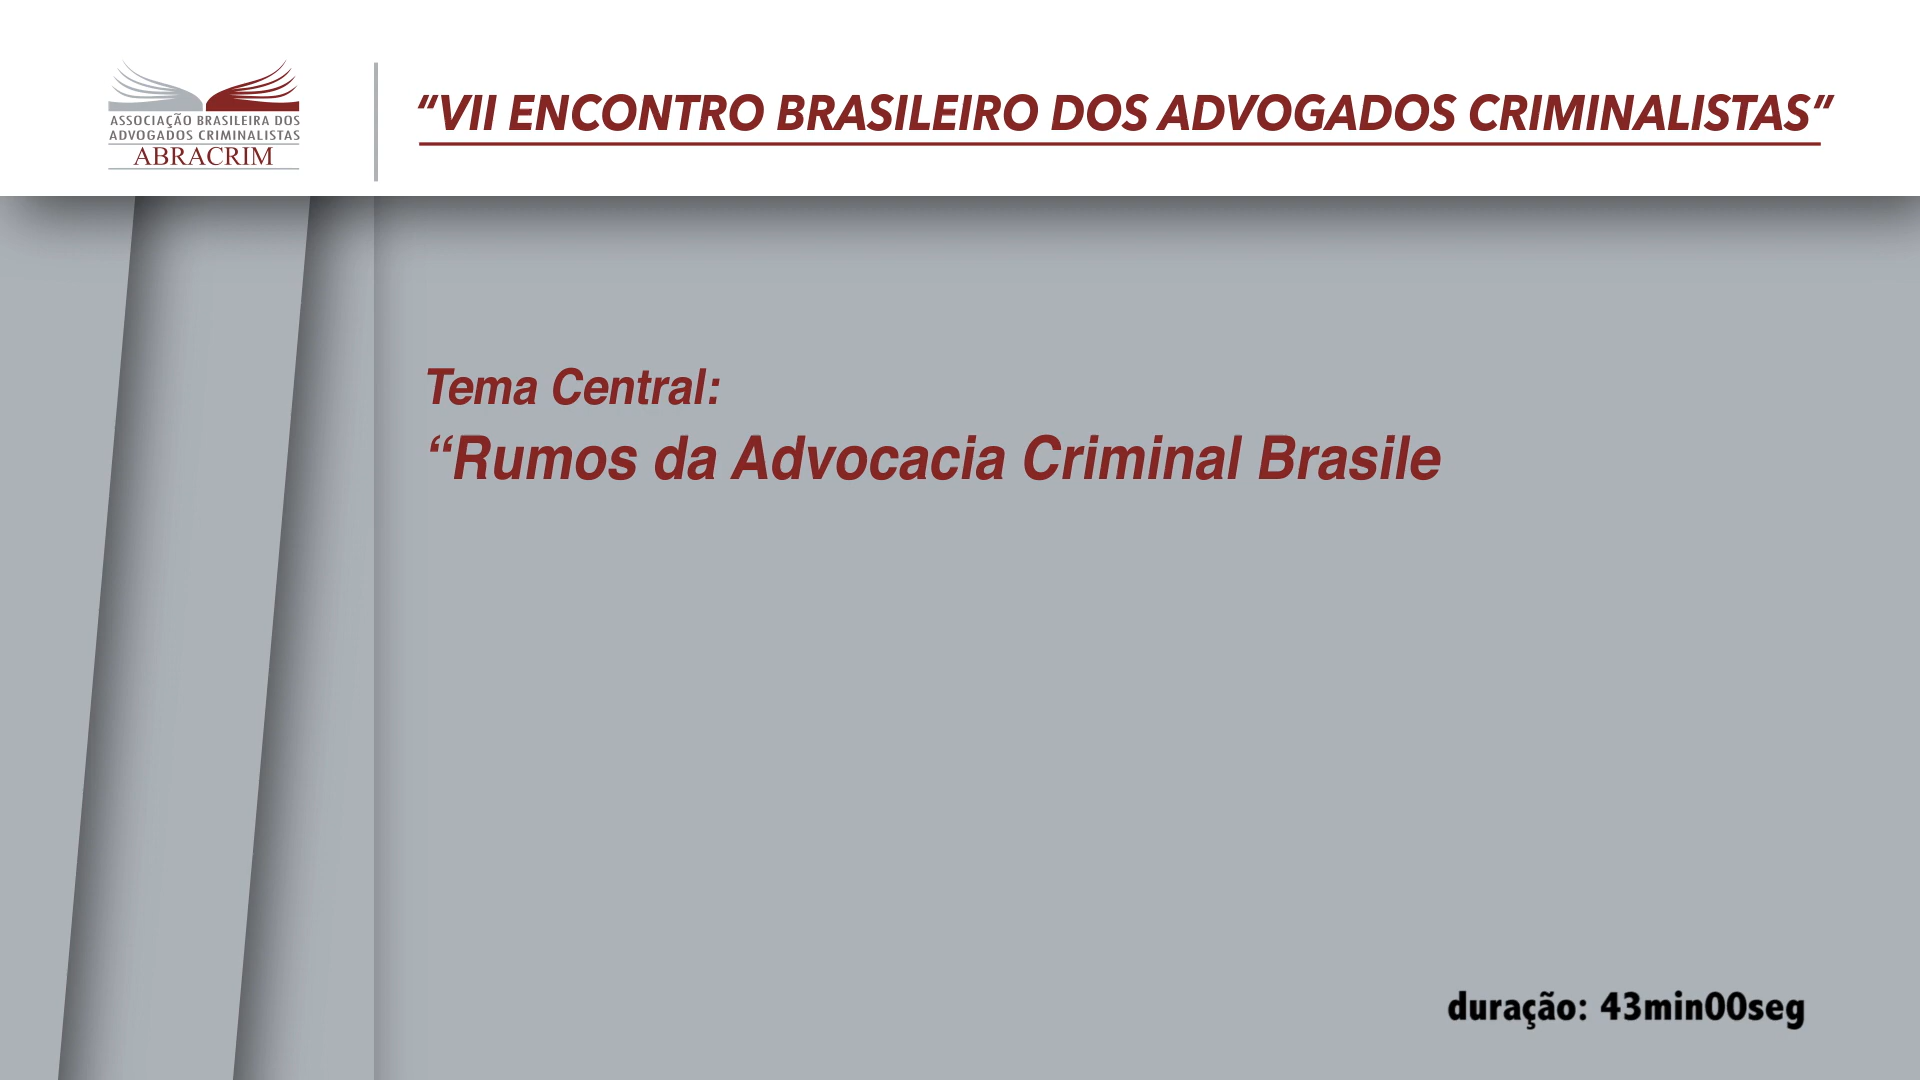 ASSOCIAÇÃO BRASILEIRA DOS
ADVOGADOS CRIMINALISTAS
ABRACRIM
“VII ENCONTRO BRASILEIRO DOS ADVOGADOS CRIMINALISTAS”
Tema Central:
“Rumos da Advocacia Criminal Brasile
duração: 43min00seg